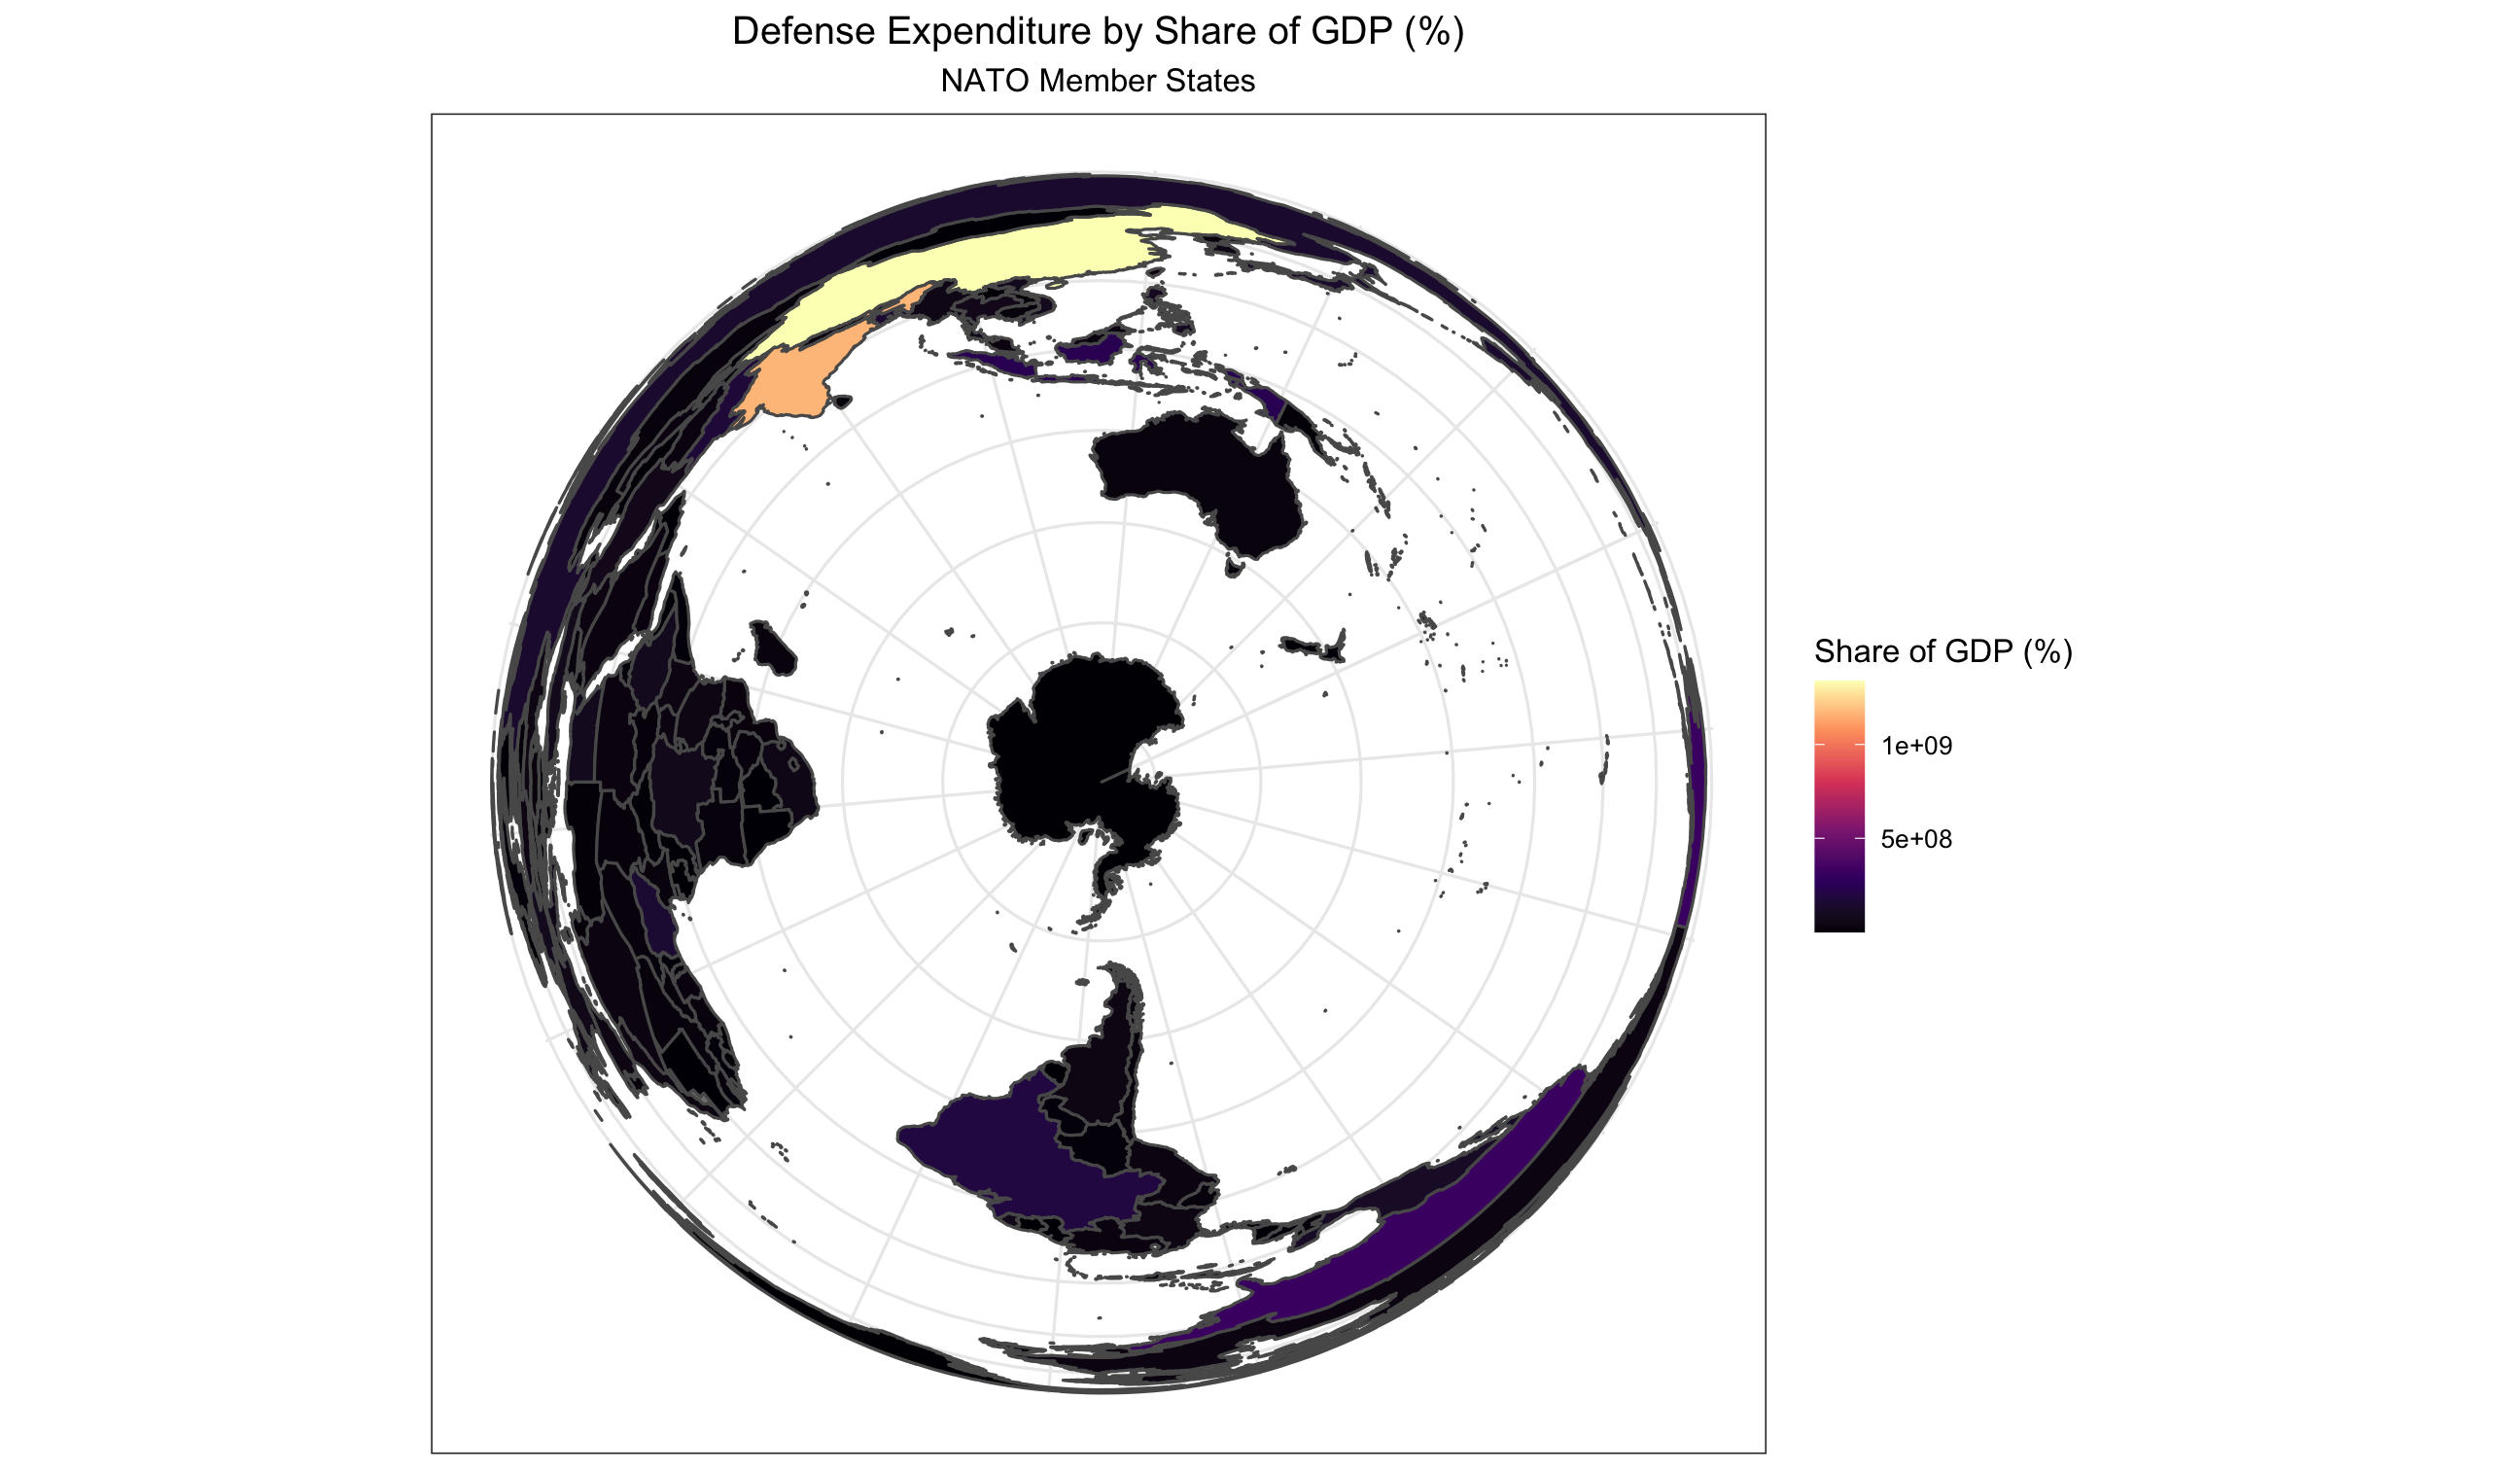 Defense Expenditure by Share of GDP (%)
NATO Member States
Share of GDP (%)
1e+09
5e+08